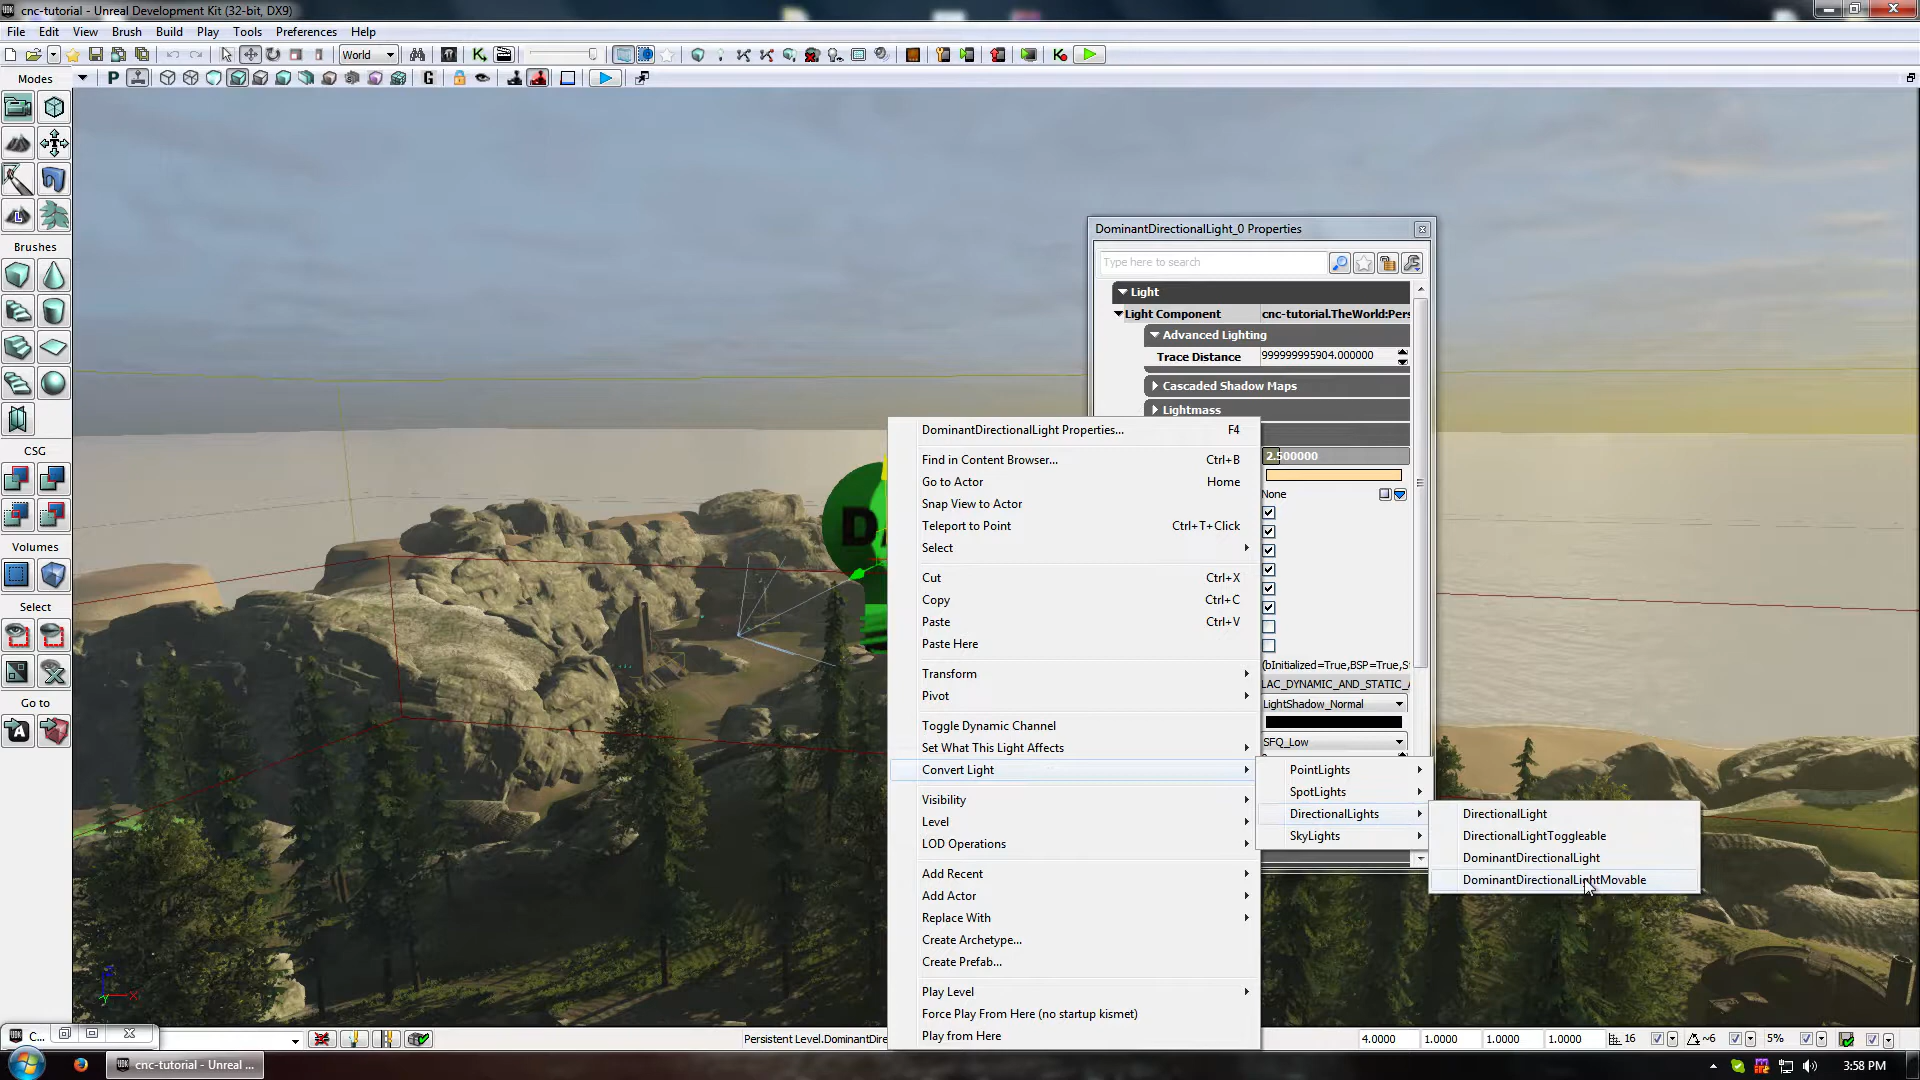 cnc-tutorial - Unreal Development Kit (32-bit, DX9)
File Edit View Brush Build Play Tools Preferences Help
World
Modes
P
G
Brushes
CSG
Volumes
Select
Go to
DominantDirectionalLight_0 Properties
Type here to search
Light
Light Component cnc-tutorial.TheWorld:Pers
Advanced Lighting
Trace Distance 999999995904.000000
Cascaded Shadow Maps
Lightmass
2.500000
None
(bInitialized=True,BSP=True,S
LAC_DYNAMIC_AND_STATIC_A
LightShadow_Normal
SFQ_Low
DominantDirectionalLight Properties... F4
Find in Content Browser... Ctrl+B
Go to Actor Home
Snap View to Actor
Teleport to Point Ctrl+T+Click
Select
Cut Ctrl+X
Copy Ctrl+C
Paste Ctrl+V
Paste Here
Transform
Pivot
Toggle Dynamic Channel
Set What This Light Affects
Convert Light
Visibility
Level
LOD Operations
Add Recent
Add Actor
Replace With
Create Archetype...
Create Prefab...
Play Level
Force Play From Here (no startup kismet)
Play from Here
PointLights
SpotLights
DirectionalLights
SkyLights
DirectionalLight
DirectionalLightToggleable
DominantDirectionalLight
DominantDirectionalLightMovable
X
C...
Persistent Level.DominantDire
4.0000 1.0000 1.0000 1.0000 16 ~6 5%
cnc-tutorial - Unreal ...
3:58 PM